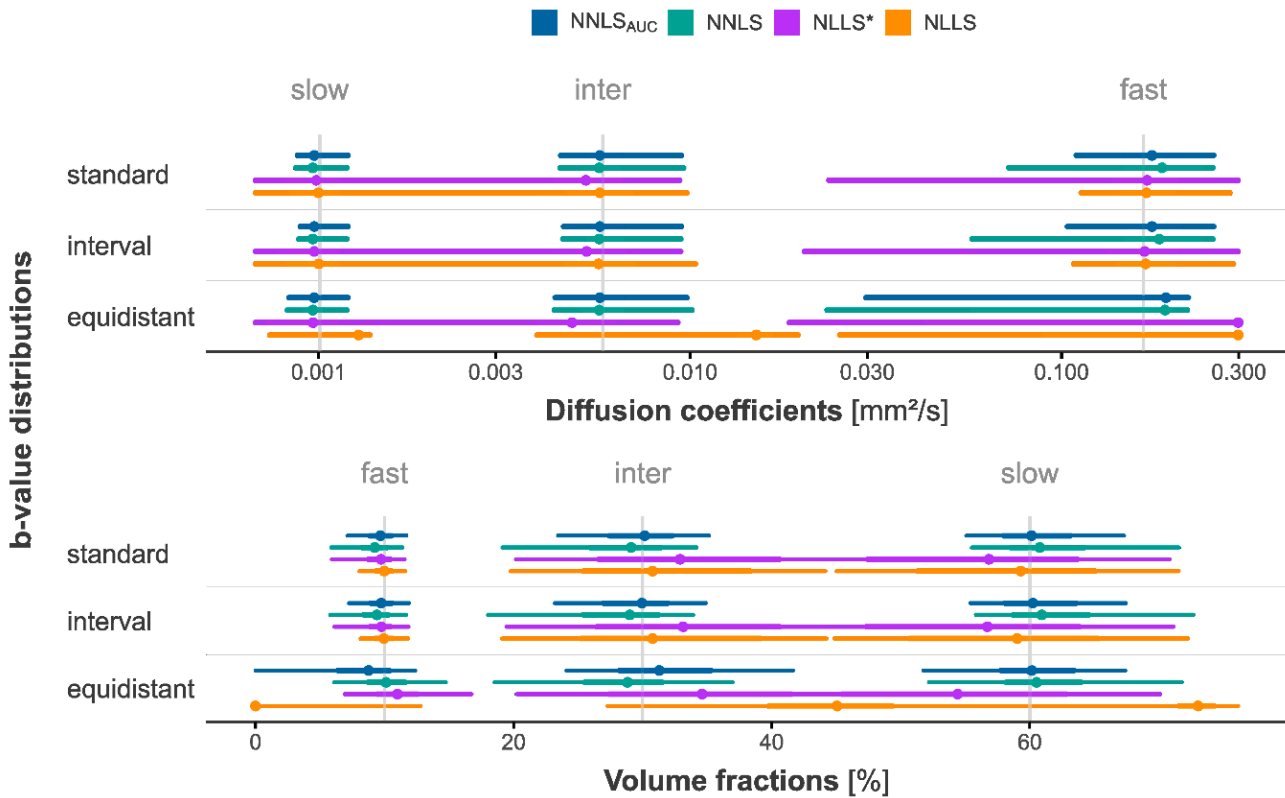 NNLS_AUC NNLS NLLS* NLLS
slow inter fast
standard
interval
equidistant
0.001 0.003 0.010 0.030 0.100 0.300
Diffusion coefficients [mm²/s]
b-value distributions
fast inter slow
standard
interval
equidistant
0 20 40 60
Volume fractions [%]